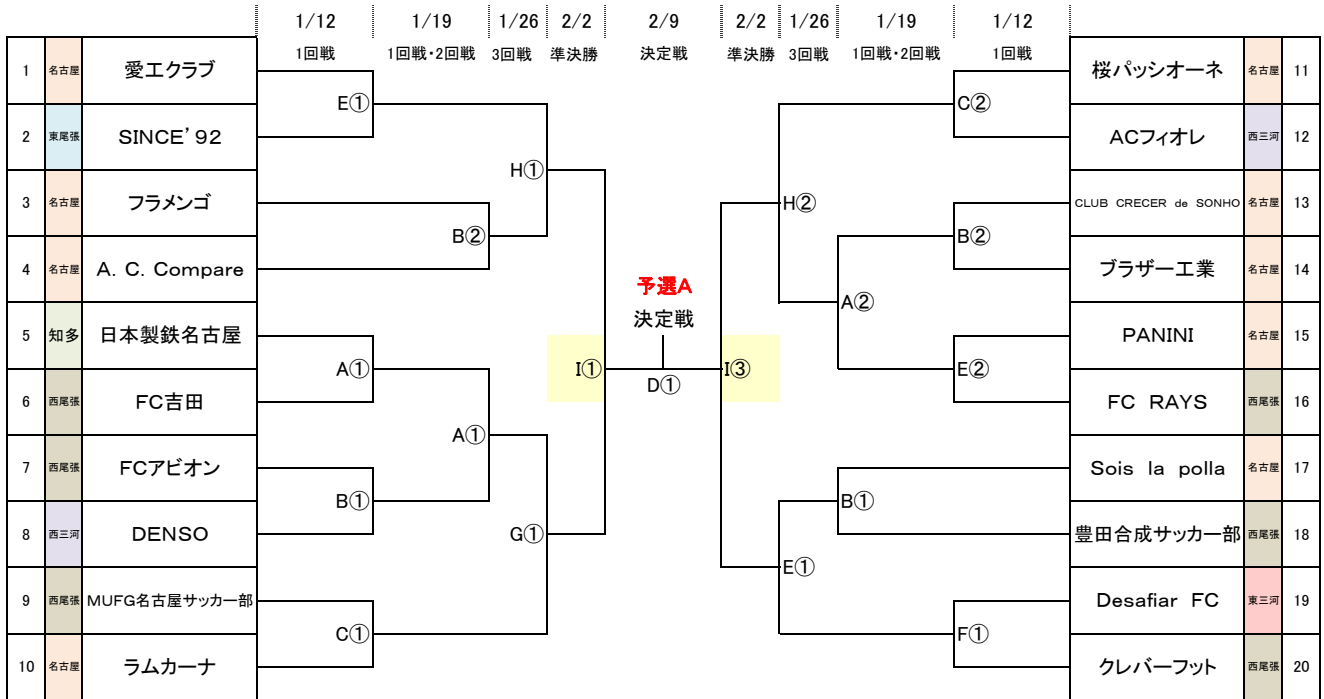 1/12 1/19 1/26 2/2 2/9 2/2 1/26 1/19 1/12
1回戦 1回戦・2回戦 3回戦 準決勝 決定戦 準決勝 3回戦 1回戦・2回戦 1回戦
1 名古屋 愛工クラブ
E①
2 東尾張 SINCE’92
H①
3 名古屋 フラメンゴ
B②
4 名古屋 A. C. Compare
5 知多 日本製鉄名古屋
A①
6 西尾張 FC吉田
A①
7 西尾張 FCアビオン
B①
8 西三河 DENSO
G①
9 西尾張 MUFG名古屋サッカー部
C①
10 名古屋 ラムカーナ
予選A
決定戦
I① D① I③
桜パッシオーネ 名古屋 11
C②
ACフィオレ 西三河 12
H②
CLUB CRECER de SONHO 名古屋 13
B②
ブラザー工業 名古屋 14
A②
PANINI 名古屋 15
E②
FC RAYS 西尾張 16
Sois la polla 名古屋 17
B①
豊田合成サッカー部 西尾張 18
E①
Desafiar FC 東三河 19
F①
クレバーフット 西尾張 20